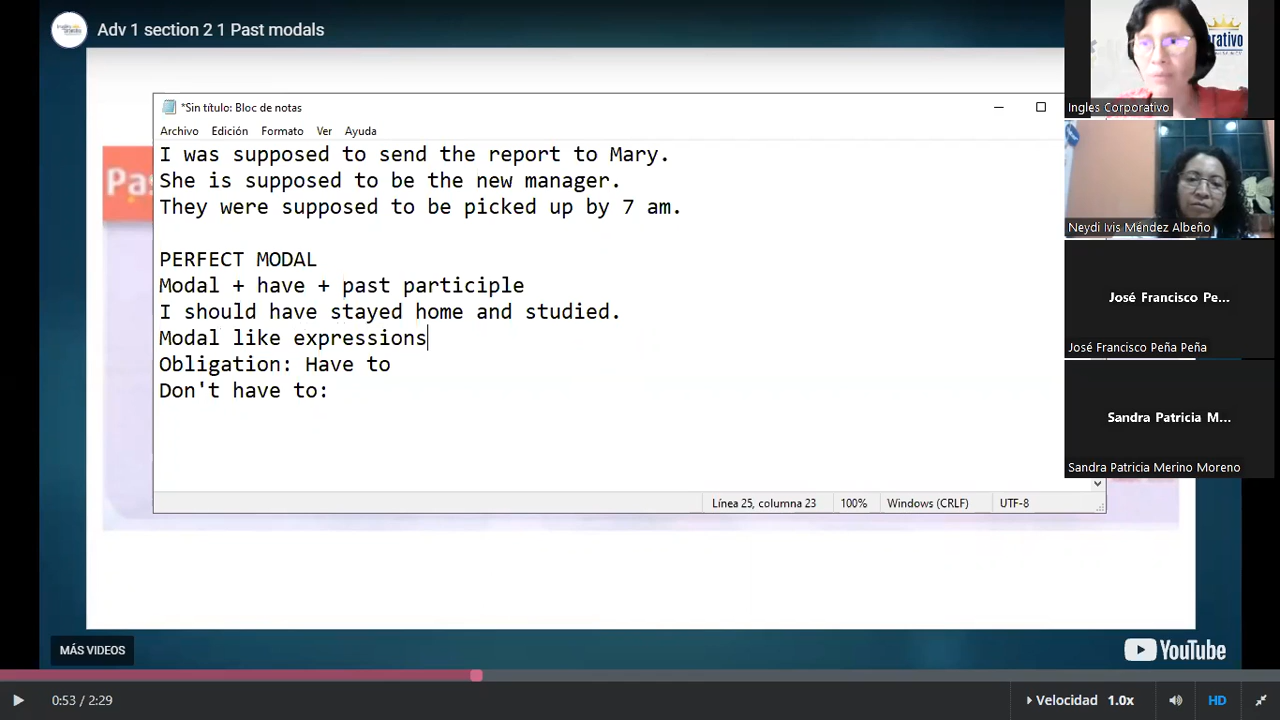 Adv 1 section 2 1 Past modals
*Sin título: Bloc de notas
Archivo Edición Formato Ver Ayuda
I was supposed to send the report to Mary.
She is supposed to be the new manager.
They were supposed to be picked up by 7 am.
PERFECT MODAL
Modal + have + past participle
I should have stayed home and studied.
Modal like expressions
Obligation: Have to
Don't have to:
Línea 25, columna 23 100% Windows (CRLF) UTF-8
Pas
MÁS VIDEOS
YouTube
0:53 / 2:29
Velocidad 1.0x HD
Ingles Corporativo
Neydi Ivis Méndez Albeño
José Francisco Pe...
José Francisco Peña Peña
Sandra Patricia M...
Sandra Patricia Merino Moreno